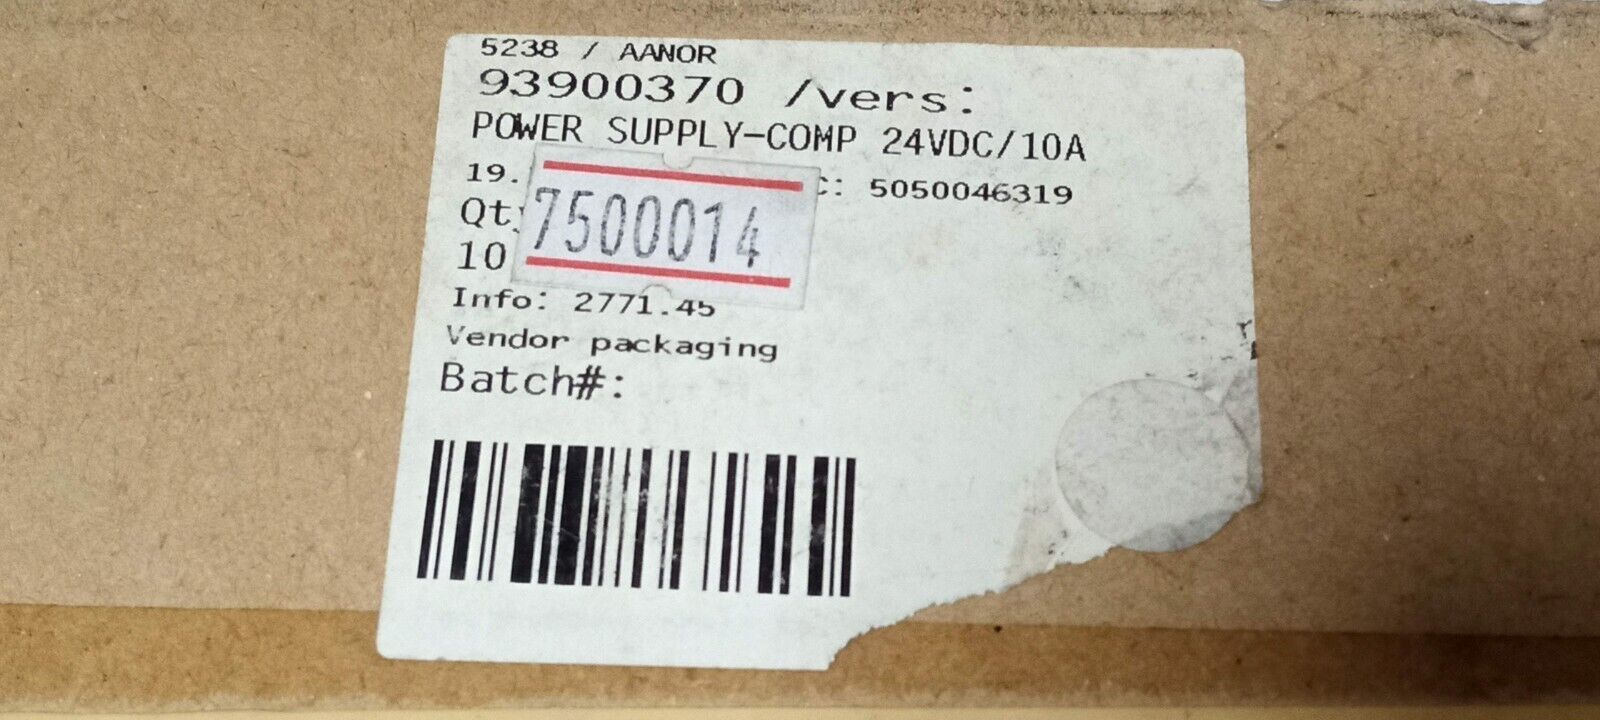 5238 / AANOR
93900370 /vers:
POWER SUPPLY-COMP 24VDC/10A
19. C: 5050046319
Qty
7500014
10
Info: 2771.45
Vendor packaging
Batch#: